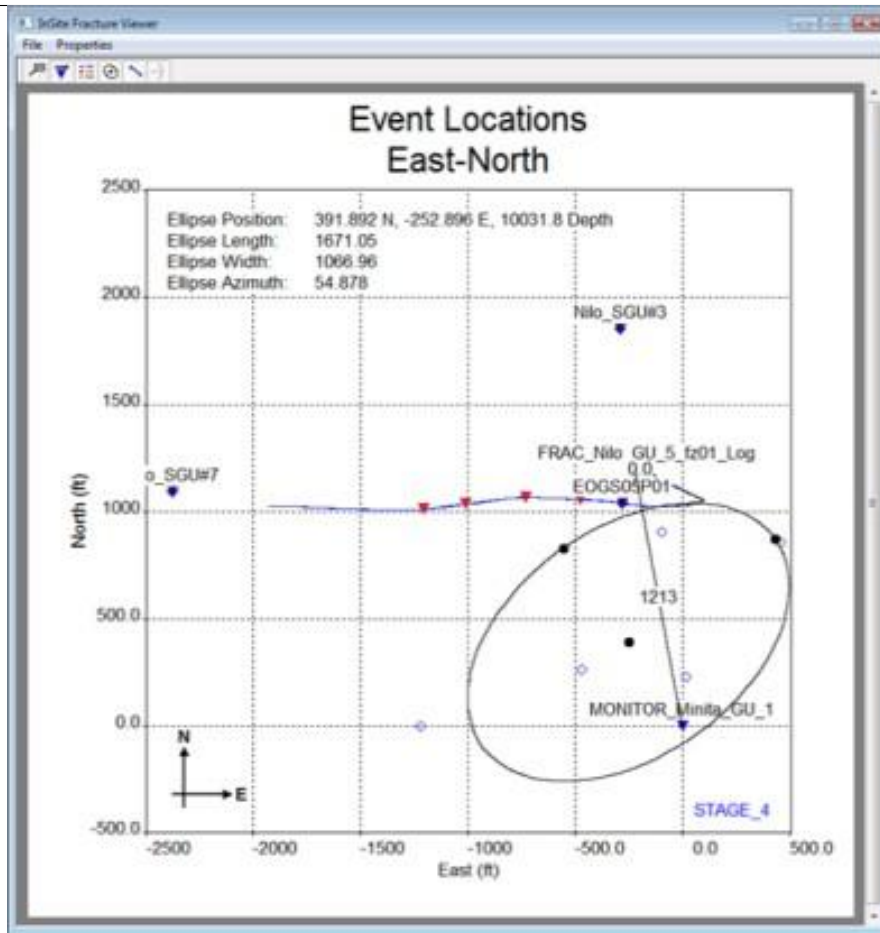 InSite Fracture Viewer
File Properties
Event Locations
East-North
2500
Ellipse Position: 391.892 N, -252.896 E, 10031.8 Depth
Ellipse Length: 1671.05
Ellipse Width: 1066.96
Ellipse Azimuth: 54.878
2000
Nilo_SGU#3
1500
FRAC_Nilo_GU_5_fz01_Log
o_SGU#7
0.0
EOGS05P01
1000
North (ft)
1213
500.0
MONITOR_Minita_GU_1
0.0
N
E
STAGE_4
-500.0
-2500 -2000 -1500 -1000 -500.0 0.0 500.0
East (ft)